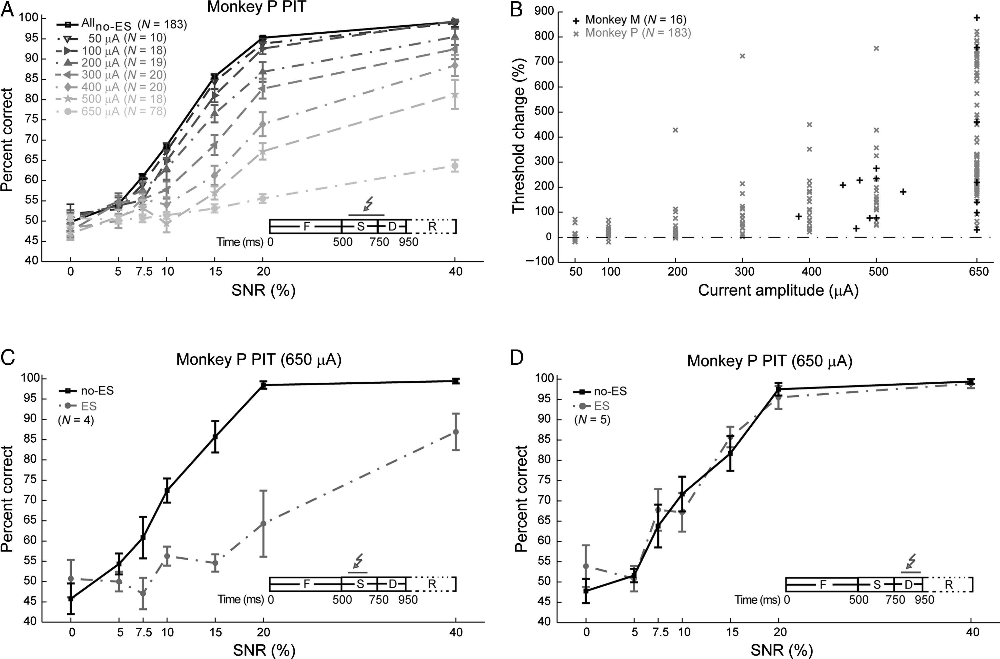 A
Monkey P PIT
100
95
90
85
80
75
70
65
60
55
50
45
40
Percent correct
All no-ES (N = 183)
50 μA (N = 10)
100 μA (N = 18)
200 μA (N = 19)
300 μA (N = 20)
400 μA (N = 20)
500 μA (N = 18)
650 μA (N = 78)
F S D R
Time (ms) 0 500 750 950
0 5 7.5 10 15 20 40
SNR (%)
B
900
800
700
600
500
400
300
200
100
0
−100
Threshold change (%)
Monkey M (N = 16)
Monkey P (N = 183)
50 100 200 300 400 500 650
Current amplitude (μA)
C
Monkey P PIT (650 μA)
100
95
90
85
80
75
70
65
60
55
50
45
40
Percent correct
no-ES
ES
(N = 4)
F S D R
Time (ms) 0 500 750 950
0 5 7.5 10 15 20 40
SNR (%)
D
Monkey P PIT (650 μA)
100
95
90
85
80
75
70
65
60
55
50
45
40
Percent correct
no-ES
ES
(N = 5)
F S D R
Time (ms) 0 500 750 950
0 5 7.5 10 15 20 40
SNR (%)